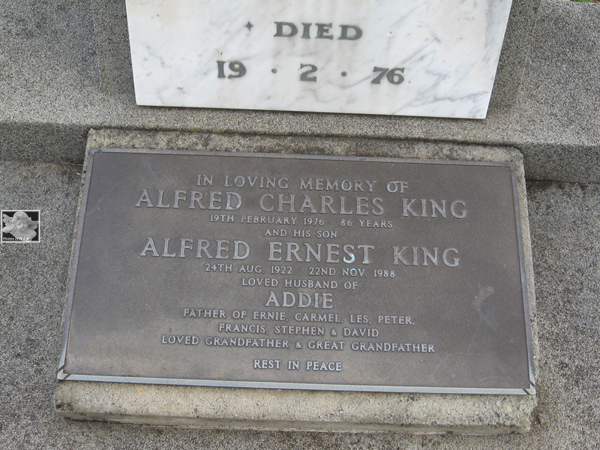 DIED
19 · 2 · 76
IN LOVING MEMORY OF
ALFRED CHARLES KING
19TH FEBRUARY 1976 86 YEARS
AND HIS SON
ALFRED ERNEST KING
24TH AUG. 1922 22ND NOV. 1988
LOVED HUSBAND OF
ADDIE
FATHER OF ERNIE, CARMEL, LES, PETER,
FRANCIS, STEPHEN & DAVID
LOVED GRANDFATHER & GREAT GRANDFATHER
REST IN PEACE